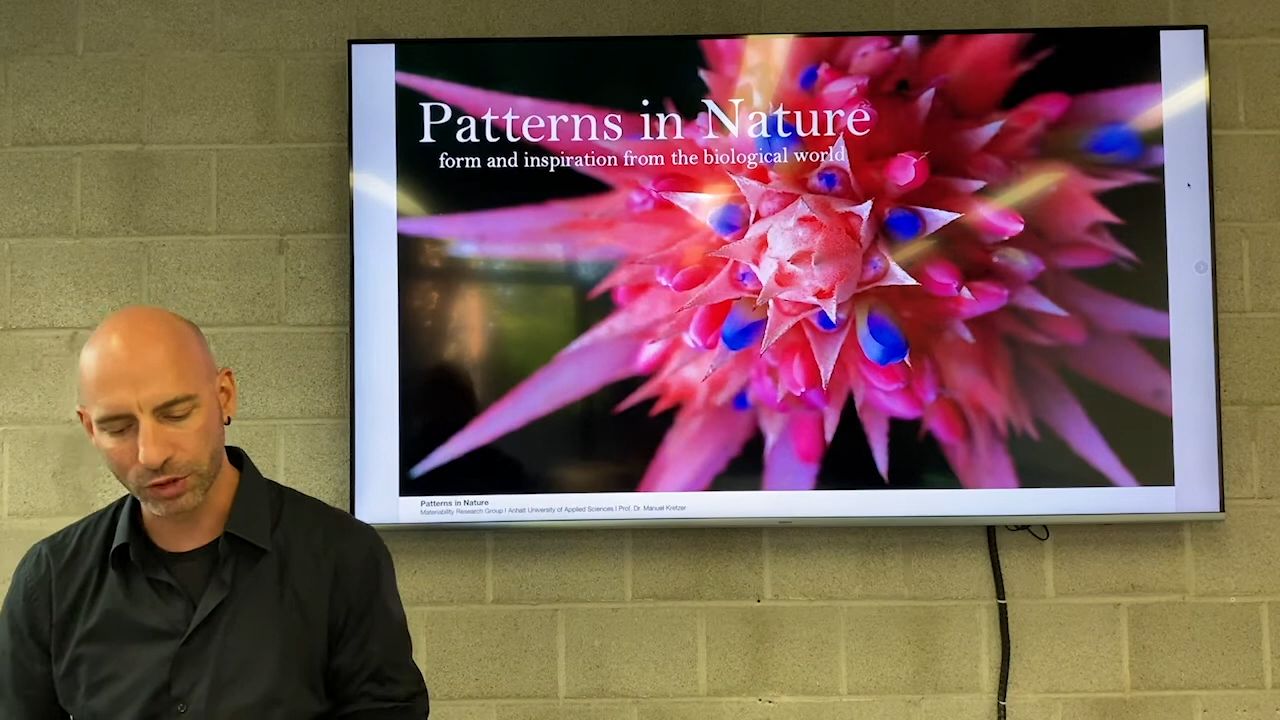 Patterns in Nature
form and inspiration from the biological world
Patterns in Nature
Materiability Research Group I Anhalt University of Applied Sciences I Prof. Dr. Manuel Kretzer